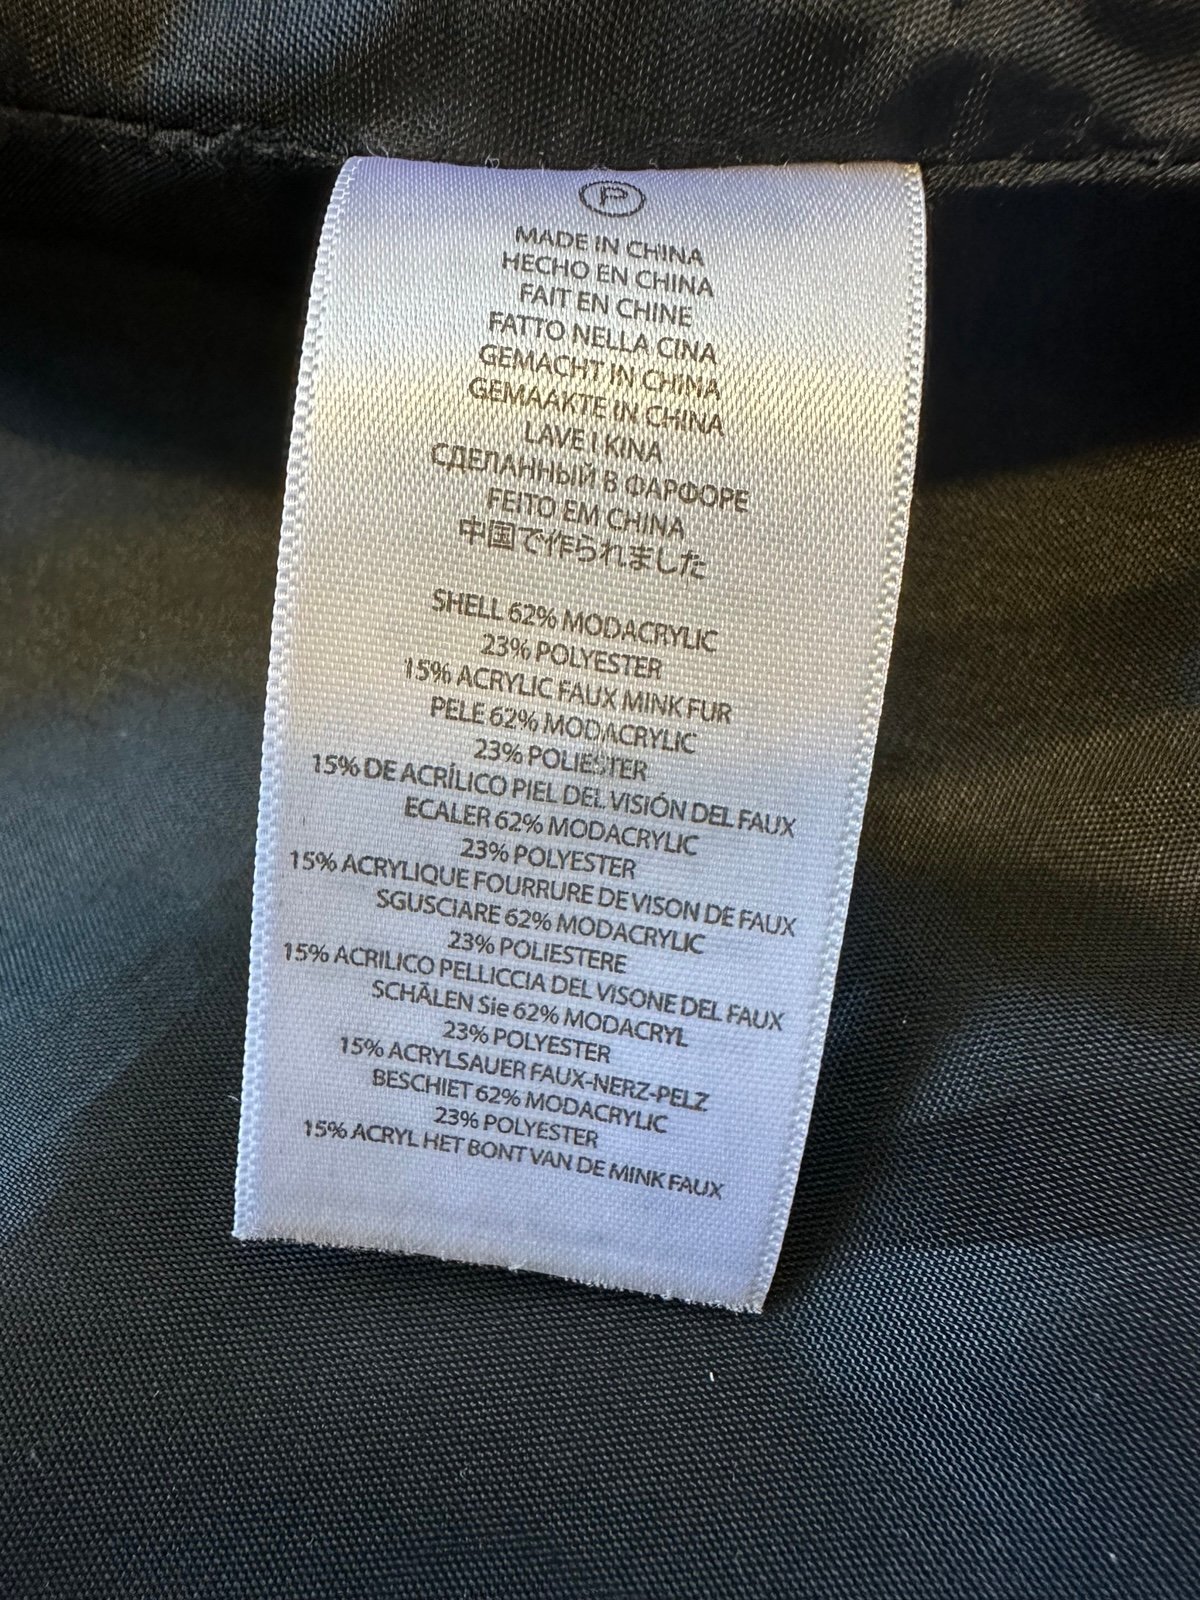 P
MADE IN CHINA
HECHO EN CHINA
FAIT EN CHINE
FATTO NELLA CINA
GEMACHT IN CHINA
GEMAAKTE IN CHINA
LAVE I KINA
СДЕЛАННЫЙ В ФАРФОРЕ
FEITO EM CHINA
中国で作られました
SHELL 62% MODACRYLIC
23% POLYESTER
15% ACRYLIC FAUX MINK FUR
PELE 62% MODACRYLIC
23% POLIESTER
15% DE ACRÍLICO PIEL DEL VISIÓN DEL FAUX
ECALER 62% MODACRYLIC
23% POLYESTER
15% ACRYLIQUE FOURRURE DE VISON DE FAUX
SGUSCIARE 62% MODACRYLIC
23% POLIESTERE
15% ACRILICO PELLICCIA DEL VISONE DEL FAUX
SCHÄLEN Sie 62% MODACRYL
23% POLYESTER
15% ACRYLSAUER FAUX-NERZ-PELZ
BESCHIET 62% MODACRYLIC
23% POLYESTER
15% ACRYL HET BONT VAN DE MINK FAUX